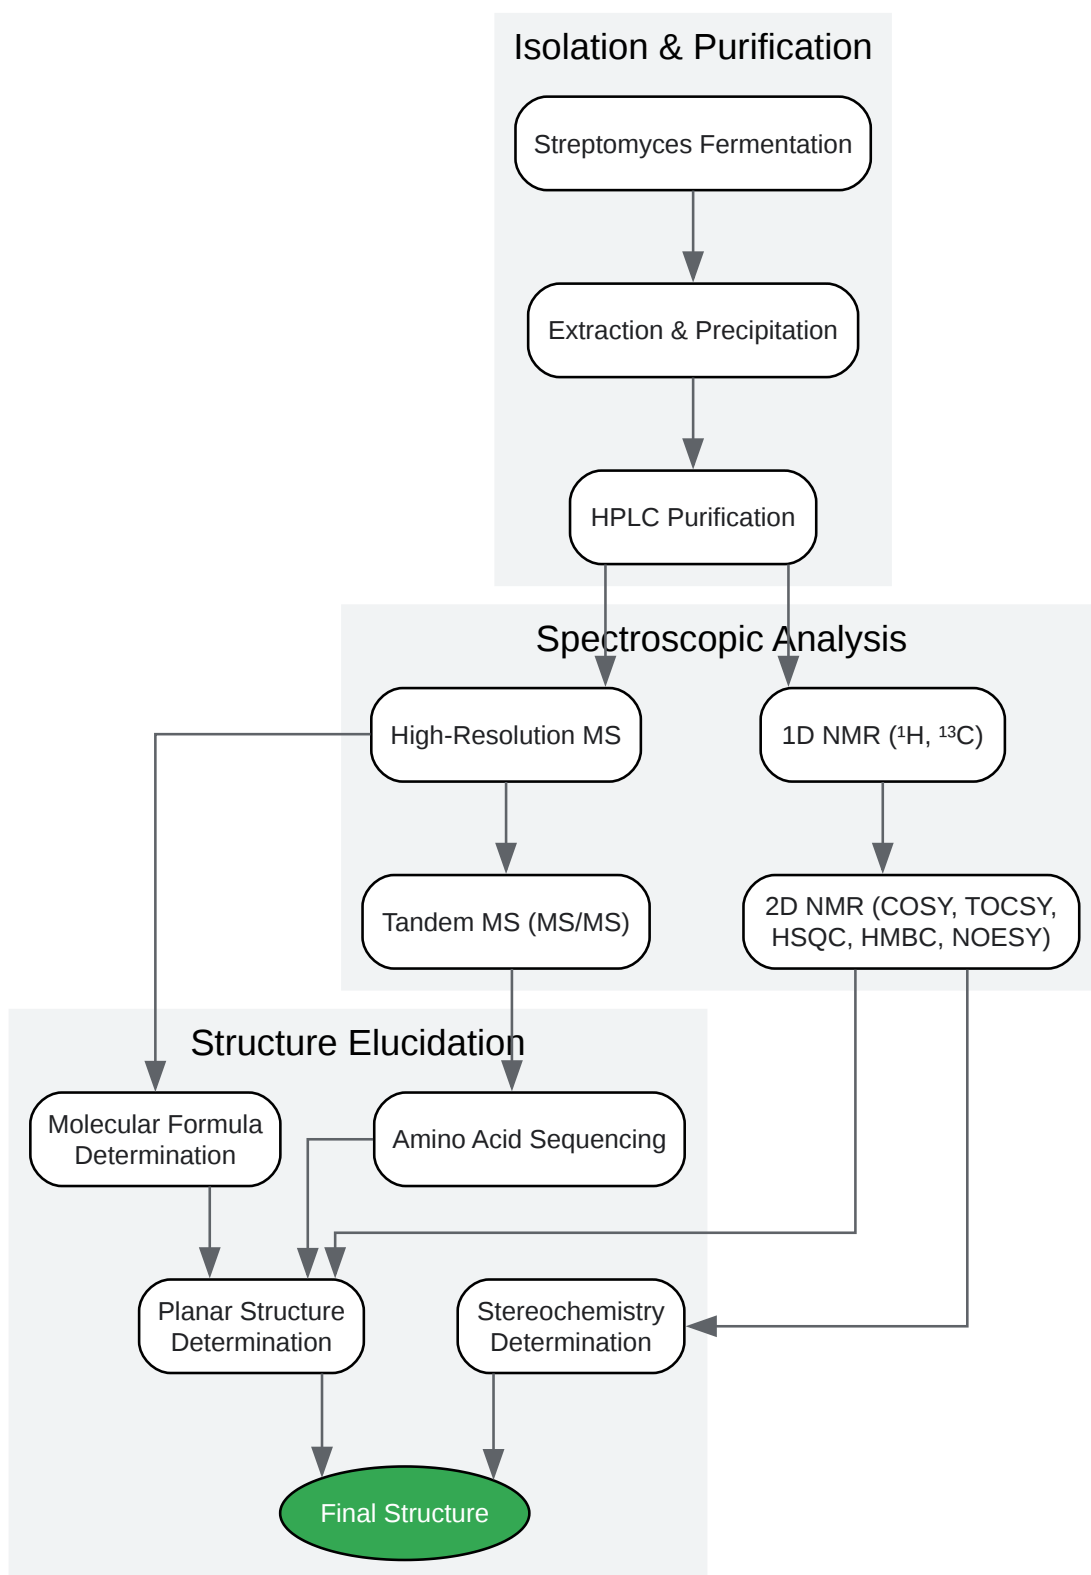 Isolation & Purification
Streptomyces Fermentation
Extraction & Precipitation
HPLC Purification
Spectroscopic Analysis
High-Resolution MS
1D NMR (¹H, ¹³C)
Tandem MS (MS/MS)
2D NMR (COSY, TOCSY,
HSQC, HMBC, NOESY)
Structure Elucidation
Molecular Formula
Determination
Amino Acid Sequencing
Planar Structure
Determination
Stereochemistry
Determination
Final Structure